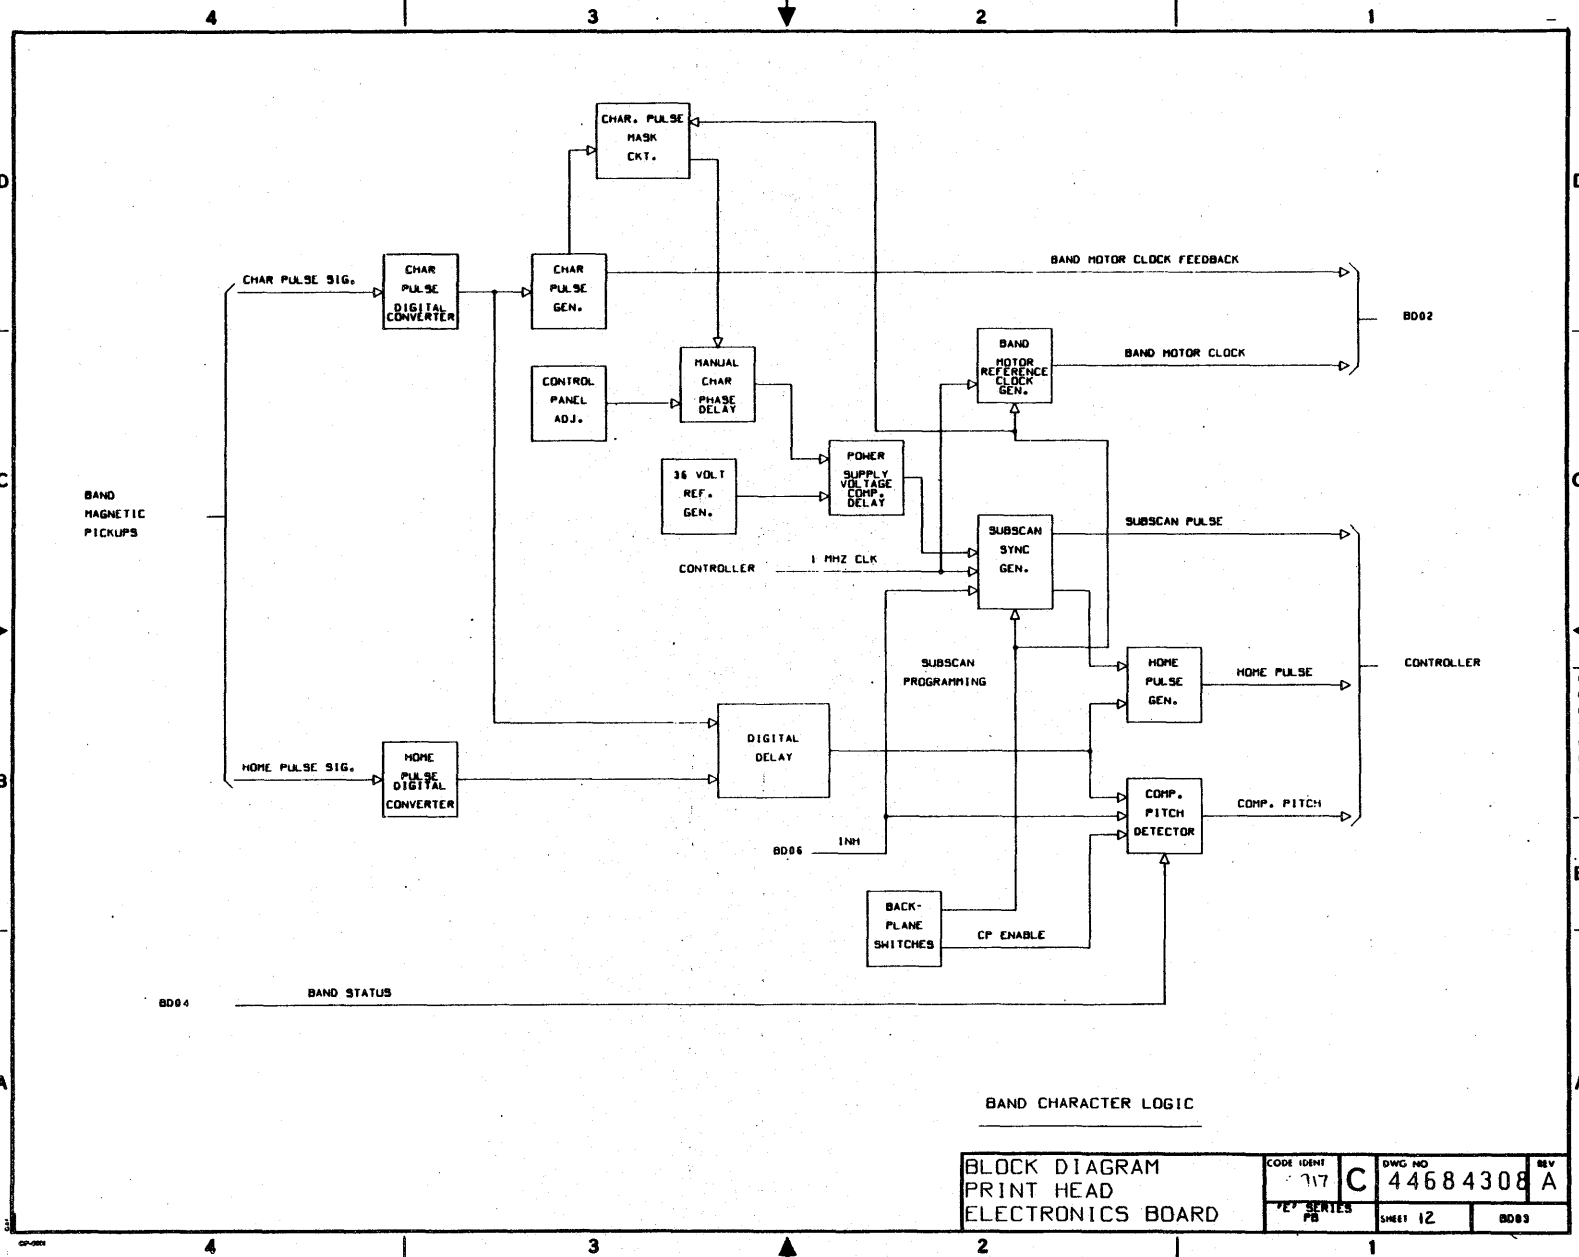 4 3 2 1
D
D
C
C
B
B
A
A
CHAR. PULSE
MASK
CKT.
CHAR PULSE SIG.
CHAR
PULSE
DIGITAL
CONVERTER
CHAR
PULSE
GEN.
BAND MOTOR CLOCK FEEDBACK
BD02
BAND MOTOR CLOCK
BAND
MOTOR
REFERENCE
CLOCK
GEN.
MANUAL
CHAR
PHASE
DELAY
CONTROL
PANEL
ADJ.
36 VOLT
REF.
GEN.
POWER
SUPPLY
VOLTAGE
COMP.
DELAY
BAND
MAGNETIC
PICKUPS
SUBSCAN
SYNC
GEN.
SUBSCAN PULSE
CONTROLLER
1 MHZ CLK
SUBSCAN
PROGRAMMING
HOME
PULSE
GEN.
HOME PULSE
CONTROLLER
DIGITAL
DELAY
HOME PULSE SIG.
HOME
PULSE
DIGITAL
CONVERTER
COMP.
PITCH
DETECTOR
COMP. PITCH
BD06
INH
BACK-
PLANE
SWITCHES
CP ENABLE
BD04
BAND STATUS
BAND CHARACTER LOGIC
BLOCK DIAGRAM
PRINT HEAD
ELECTRONICS BOARD
CODE IDENT
C
DWG NO
44684308
REV
A
"E" SERIES
PB
SHEET 12
BD03
4 3 2 1